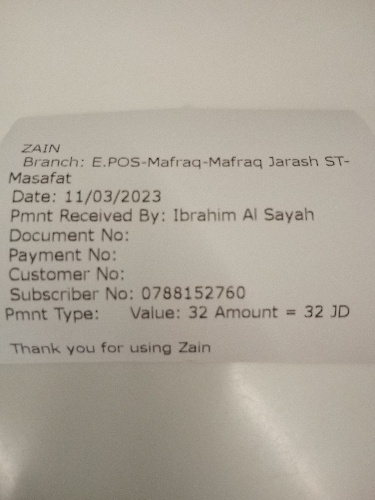 ZAIN
Branch: E.POS-Mafraq-Mafraq Jarash ST-
Masafat
Date: 11/03/2023
Pmnt Received By: Ibrahim Al Sayah
Document No:
Payment No:
Customer No:
Subscriber No: 0788152760
Pmnt Type: Value: 32 Amount = 32 JD
Thank you for using Zain